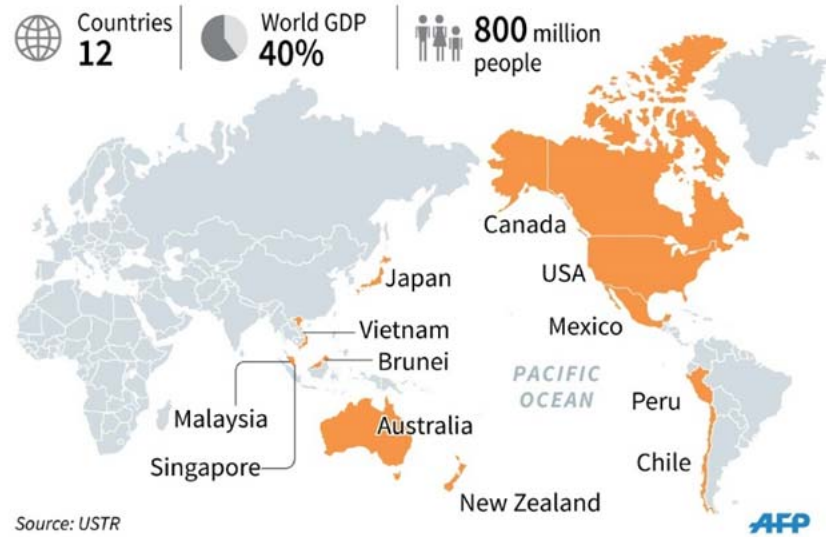 Countries
12
World GDP
40%
800 million
people
Canada
Japan
USA
Vietnam
Mexico
Brunei
PACIFIC
OCEAN
Peru
Malaysia
Australia
Singapore
Chile
New Zealand
Source: USTR
AFP